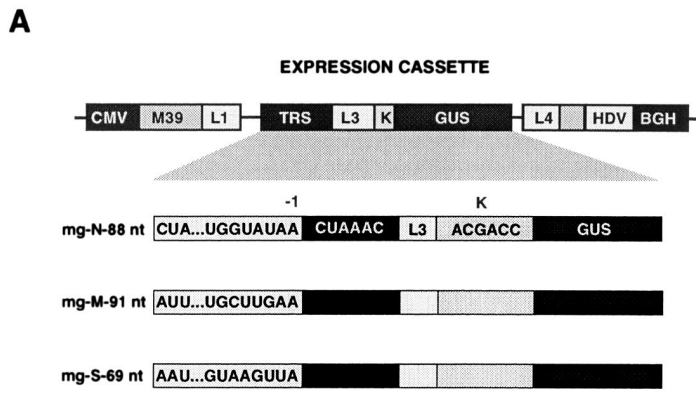 A
EXPRESSION CASSETTE
CMV M39 L1 TRS L3 K GUS L4 HDV BGH
-1 K
mg-N-88 nt CUA...UGGUAUAA CUAAAC L3 ACGACC GUS
mg-M-91 nt AUU...UGCUUGAA
mg-S-69 nt AAU...GUAAGUUA